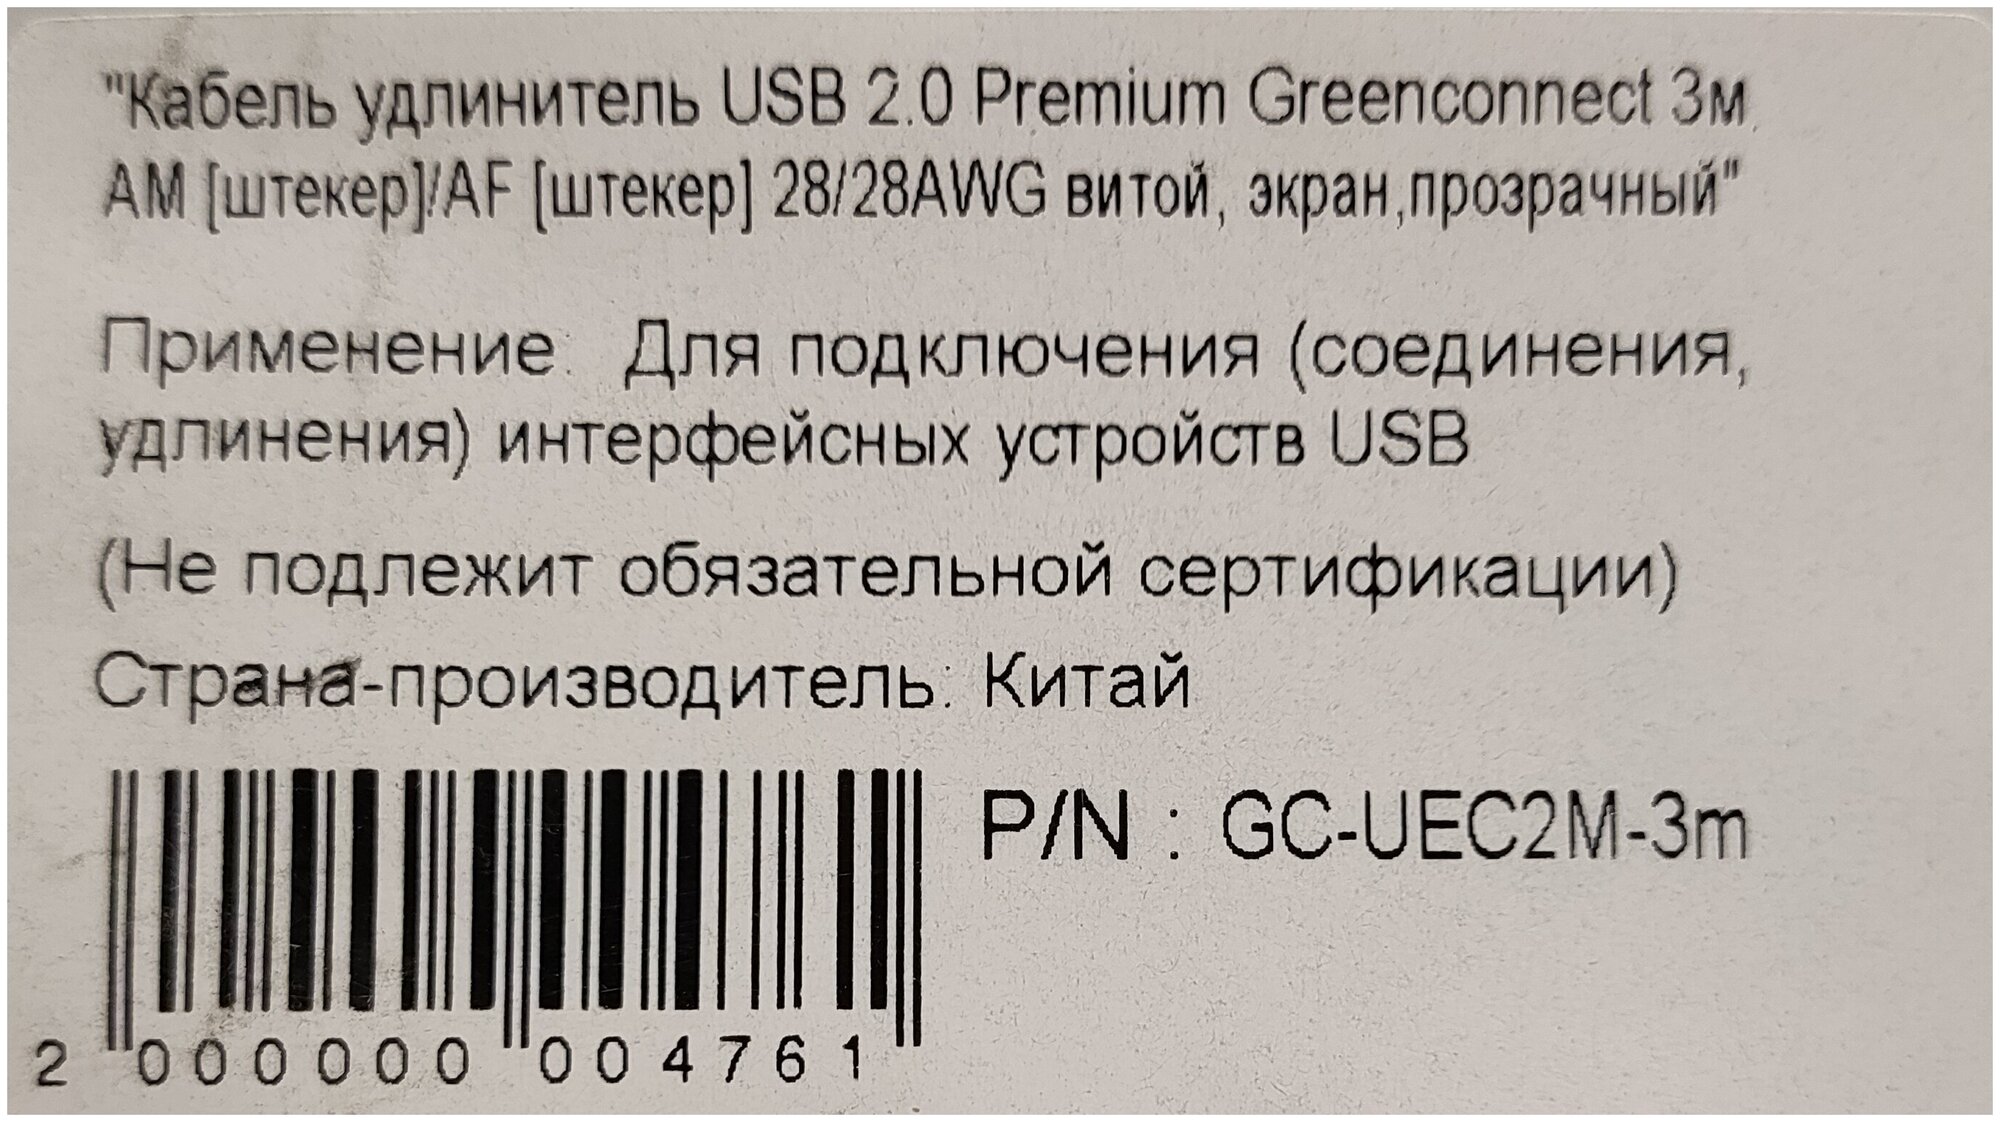 "Кабель удлинитель USB 2.0 Premium Greenconnect 3м
AM [штекер]/AF [штекер] 28/28AWG витой, экран,прозрачный"
Применение: Для подключения (соединения,
удлинения) интерфейсных устройств USB
(Не подлежит обязательной сертификации)
Страна-производитель: Китай
P/N : GC-UEC2M-3m
2 000000 004761